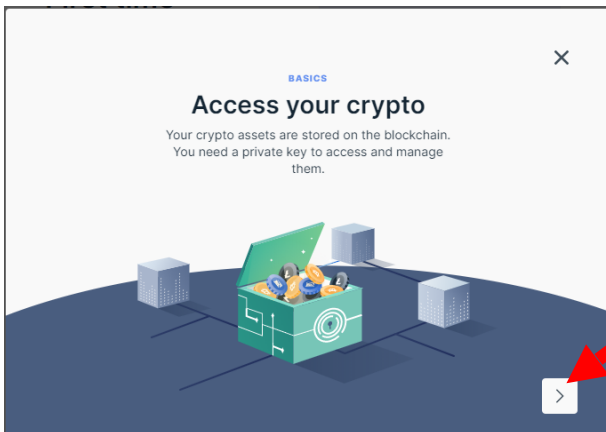 BASICS
Access your crypto
Your crypto assets are stored on the blockchain.
You need a private key to access and manage
them.